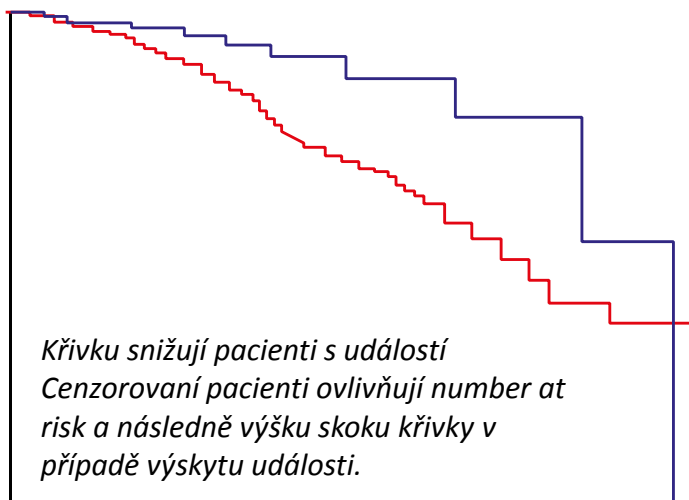 Křivku snižují pacienti s událostí
Cenzorovaní pacienti ovlivňují number at
risk a následně výšku skoku křivky v
případě výskytu události.